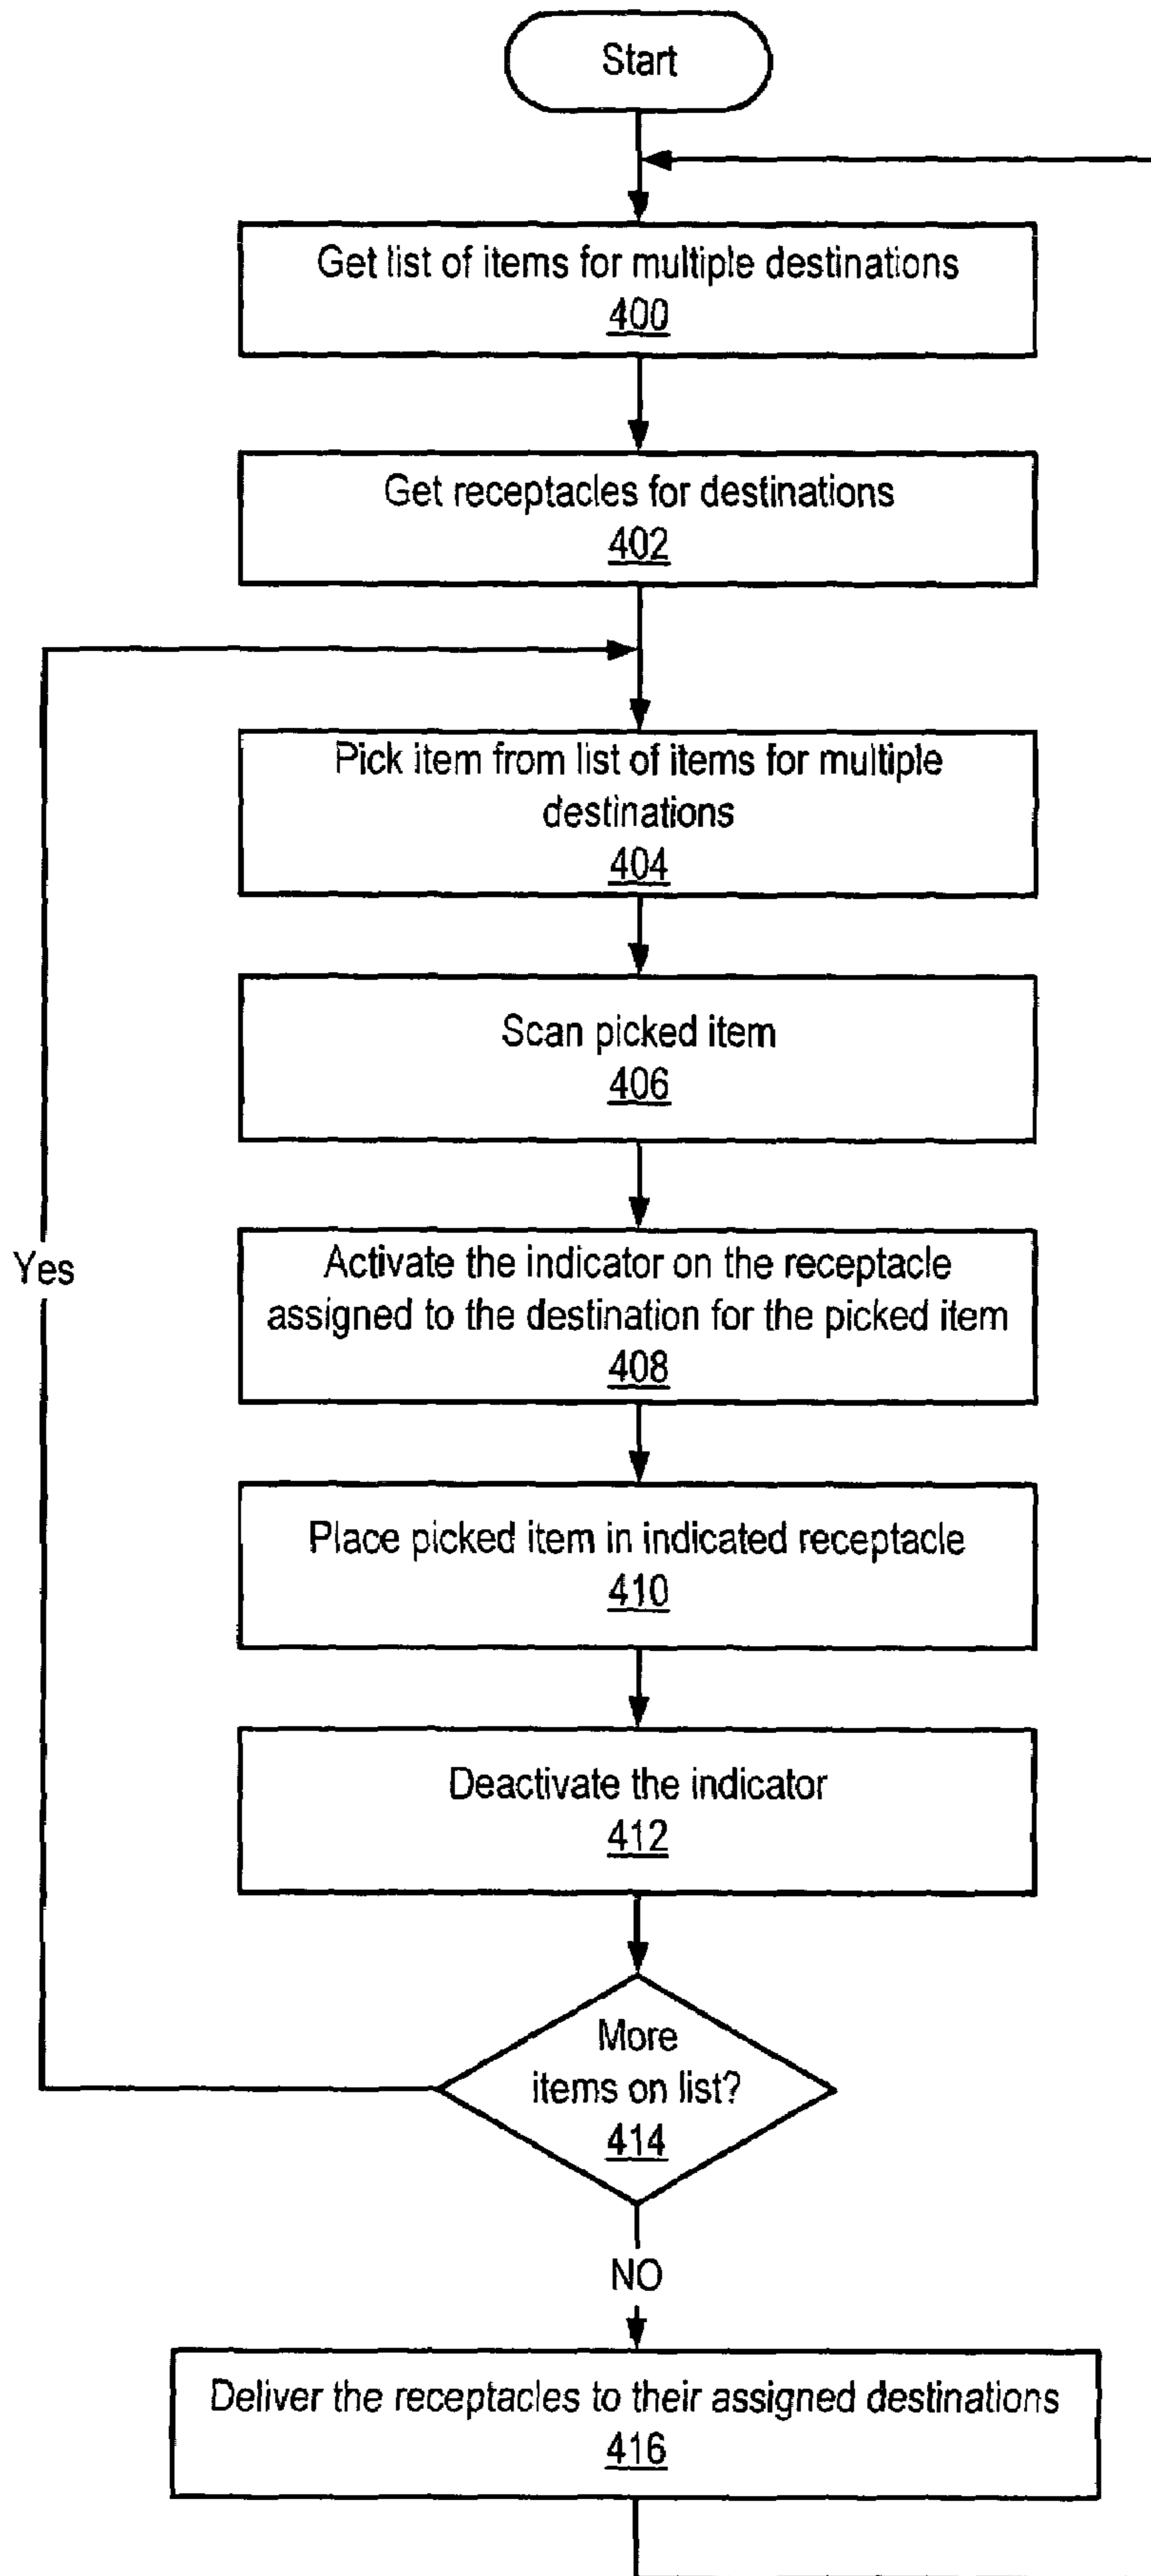 Start
Get list of items for multiple destinations
400
Get receptacles for destinations
402
Pick item from list of items for multiple
destinations
404
Scan picked item
406
Yes
Activate the indicator on the receptacle
assigned to the destination for the picked item
408
Place picked item in indicated receptacle
410
Deactivate the indicator
412
More
items on list?
414
NO
Deliver the receptacles to their assigned destinations
416